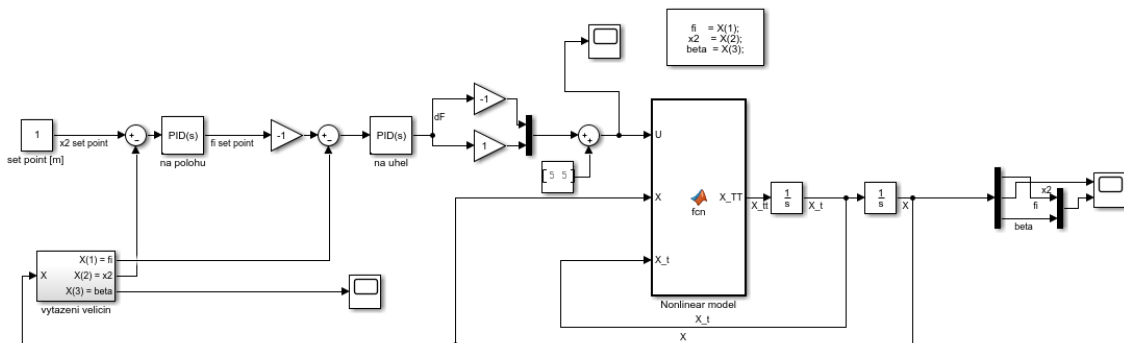 fi = X(1);
x2 = X(2);
beta = X(3);
1
set point [m]
x2 set point
PID(s)
na polohu
fi set point
-1
PID(s)
na uhel
dF
-1
1
[5 5]
U
X
X_t
fcn
X_TT
Nonlinear model
X_tt
1
s
X_t
1
s
X
x2
fi
beta
X
X(1) = fi
X(2) = x2
X(3) = beta
vytazeni velicin
X_t
X